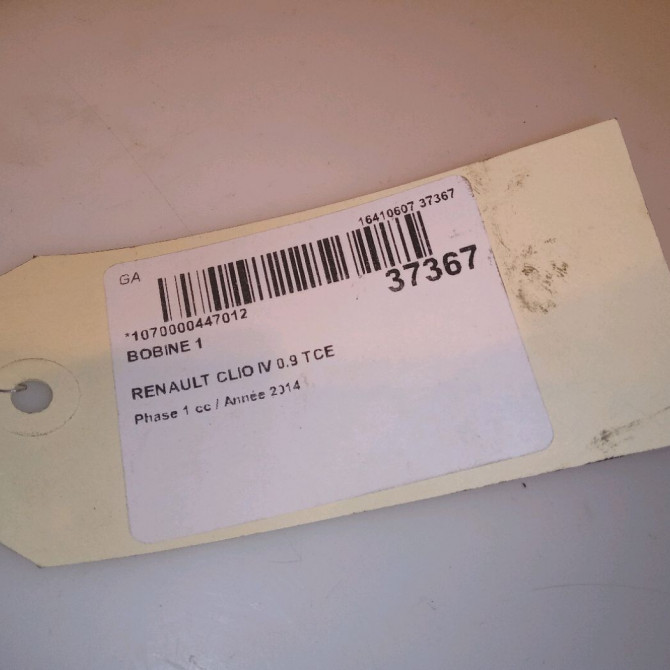 16410607 37367
GA
37367
*1070000447012
BOBINE 1
RENAULT CLIO IV 0.9 TCE
Phase 1 cc / Année 2014